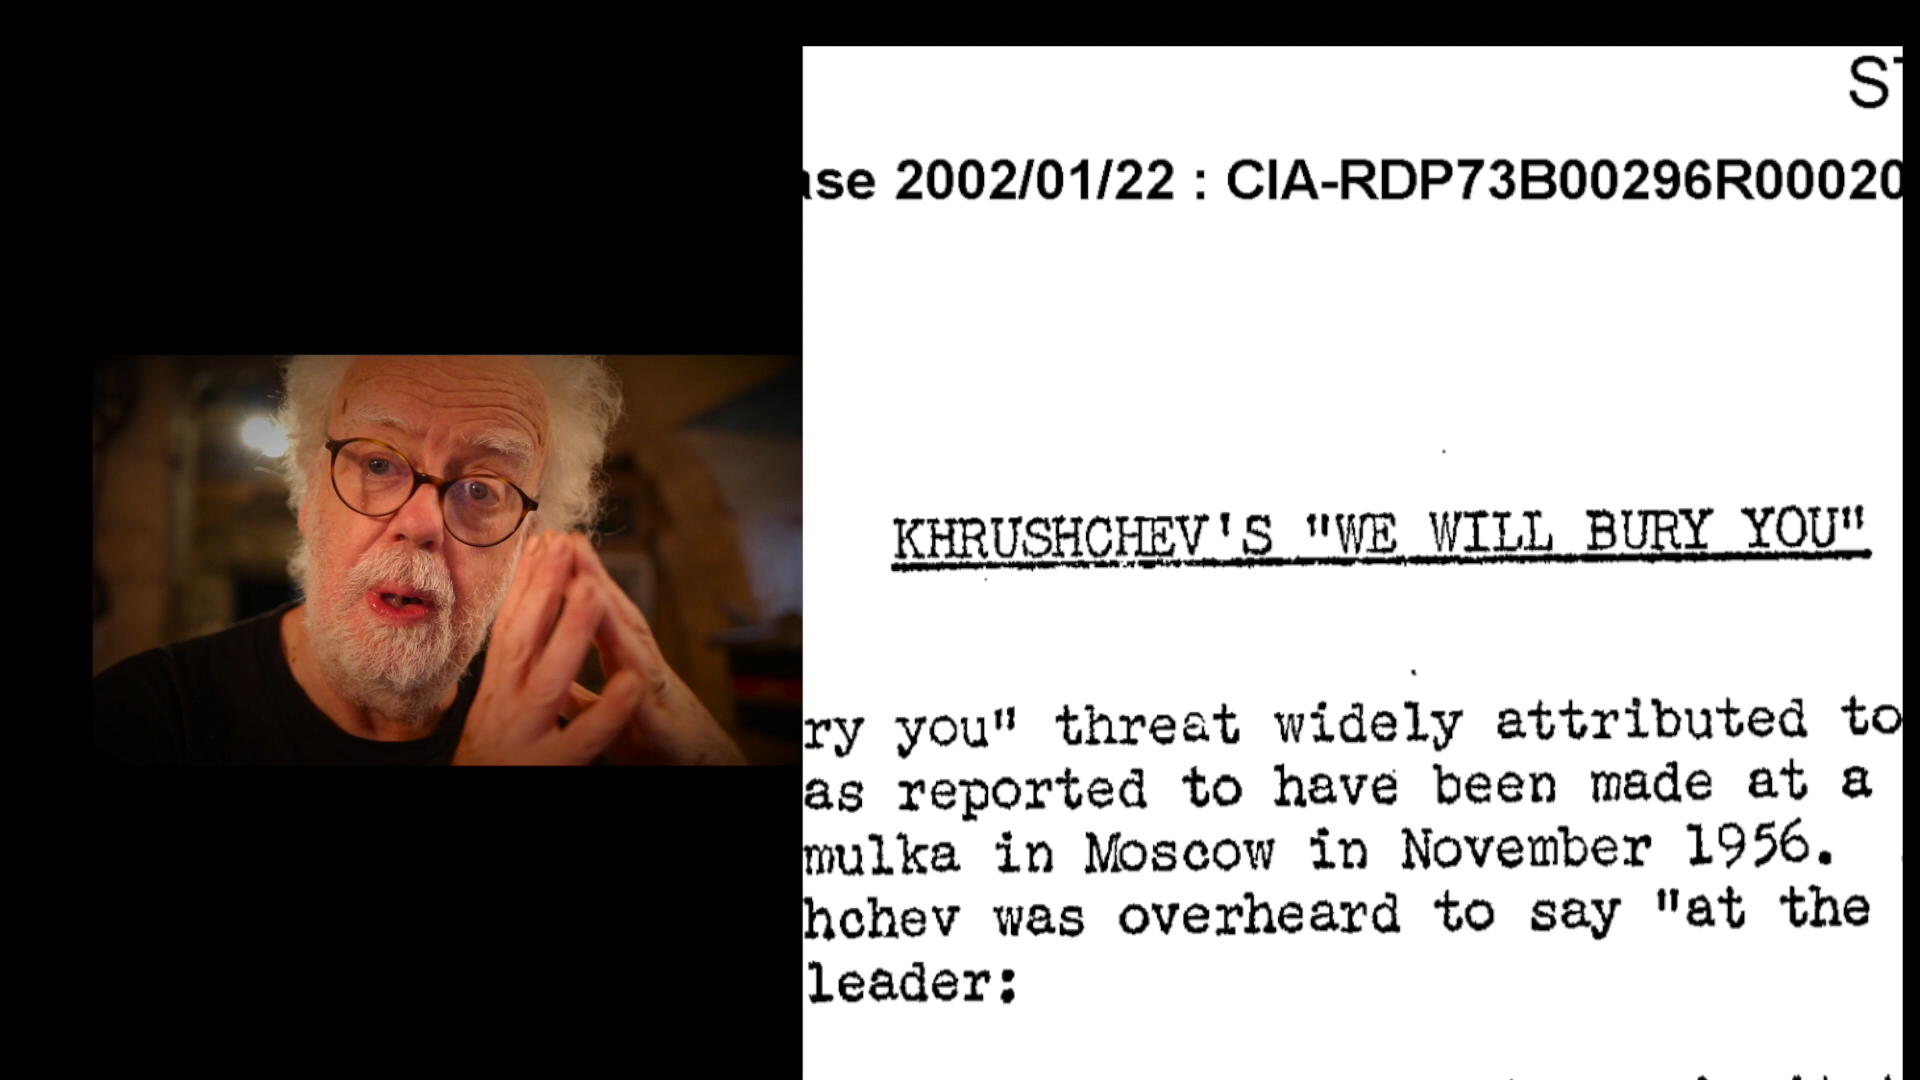 ST
ase 2002/01/22 : CIA-RDP73B00296R00020
KHRUSHCHEV'S "WE WILL BURY YOU"
ry you" threat widely attributed to
as reported to have been made at a
mulka in Moscow in November 1956.
hchev was overheard to say "at the
leader: